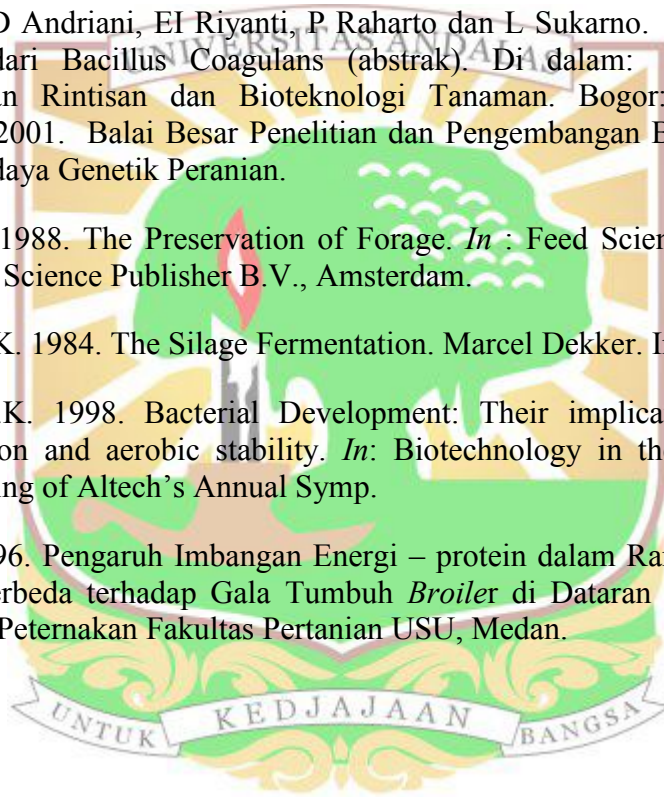 D Andriani, EI Riyanti, P Raharto dan L Sukarno.
UNIVERSITAS ANDALAS
dari Bacillus Coagulans (abstrak). Di dalam:
n Rintisan dan Bioteknologi Tanaman. Bogor:
2001. Balai Besar Penelitian dan Pengembangan B
daya Genetik Peranian.
1988. The Preservation of Forage. In : Feed Scien
Science Publisher B.V., Amsterdam.
K. 1984. The Silage Fermentation. Marcel Dekker. I
.K. 1998. Bacterial Development: Their implica
on and aerobic stability. In: Biotechnology in th
ing of Altech’s Annual Symp.
96. Pengaruh Imbangan Energi – protein dalam Ra
erbeda terhadap Gala Tumbuh Broiler di Dataran
Peternakan Fakultas Pertanian USU, Medan.
UNTUK KEDJAJAAN BANGSA